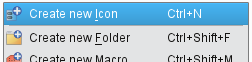 Create new Icon Ctrl+N
Create new Folder Ctrl+Shift+F
Create new Macro Ctrl+Shift+M